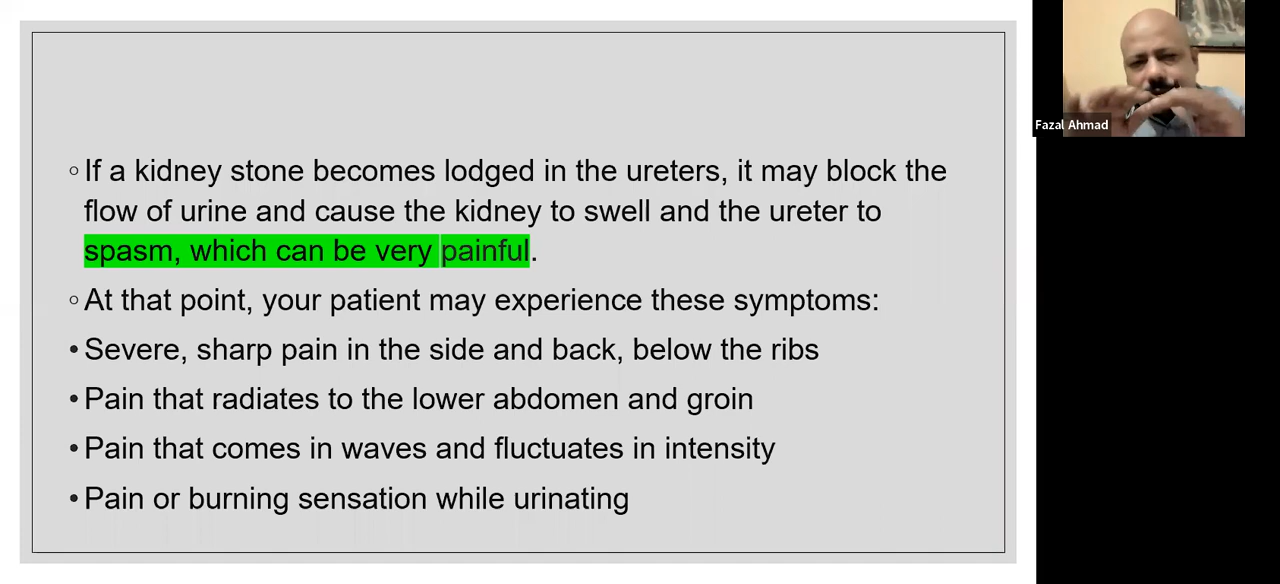 ◦ If a kidney stone becomes lodged in the ureters, it may block the
flow of urine and cause the kidney to swell and the ureter to
spasm, which can be very painful.
◦ At that point, your patient may experience these symptoms:
• Severe, sharp pain in the side and back, below the ribs
• Pain that radiates to the lower abdomen and groin
• Pain that comes in waves and fluctuates in intensity
• Pain or burning sensation while urinating
Fazal Ahmad